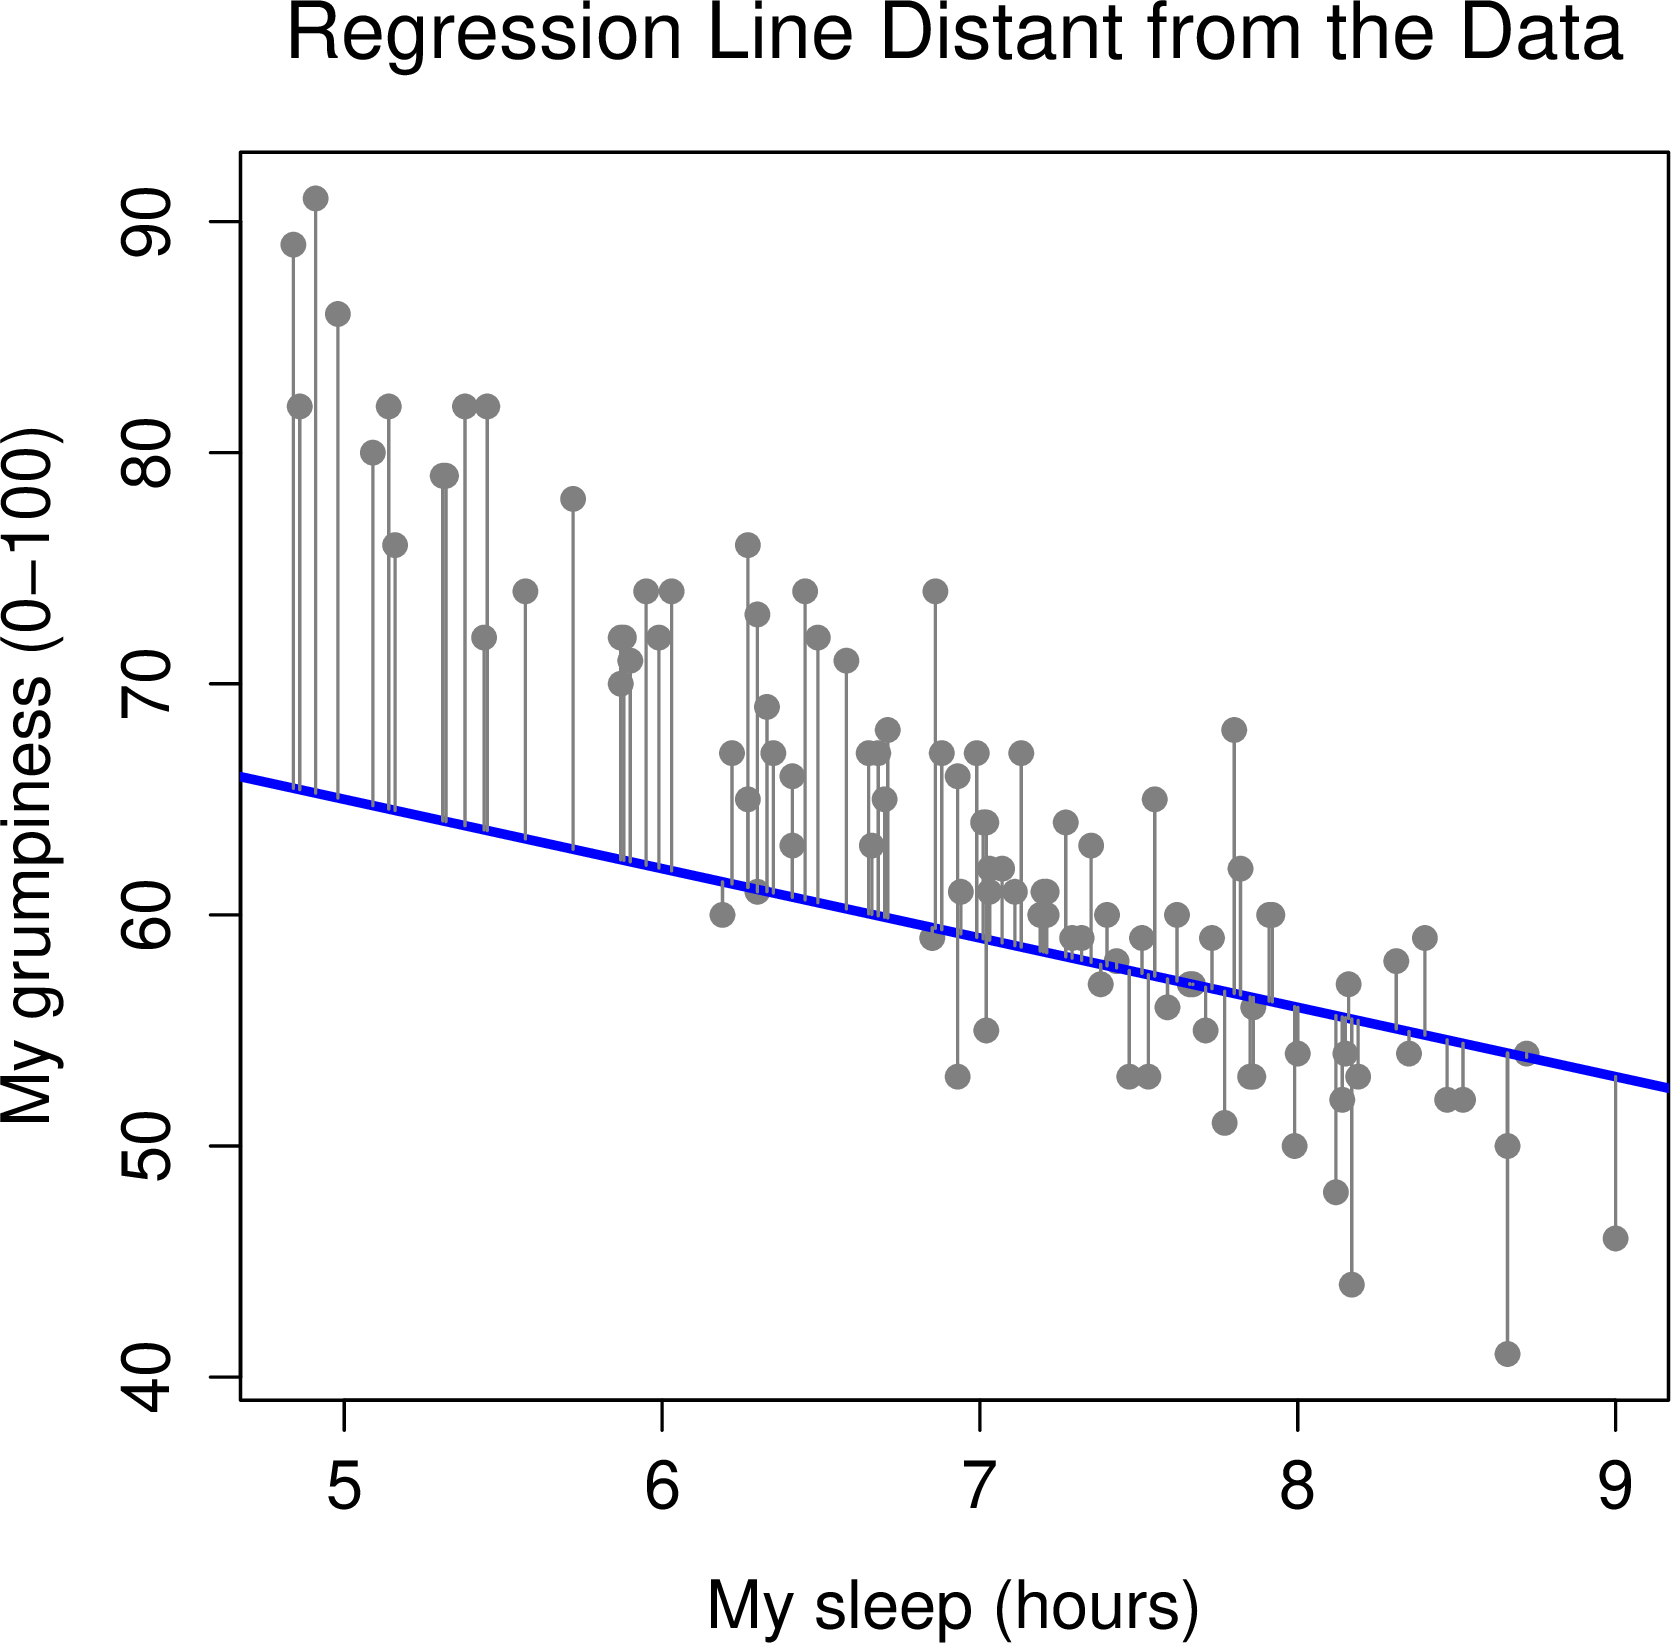 Regression Line Distant from the Data
My grumpiness (0−100)
90
80
70
60
50
40
5 6 7 8 9
My sleep (hours)